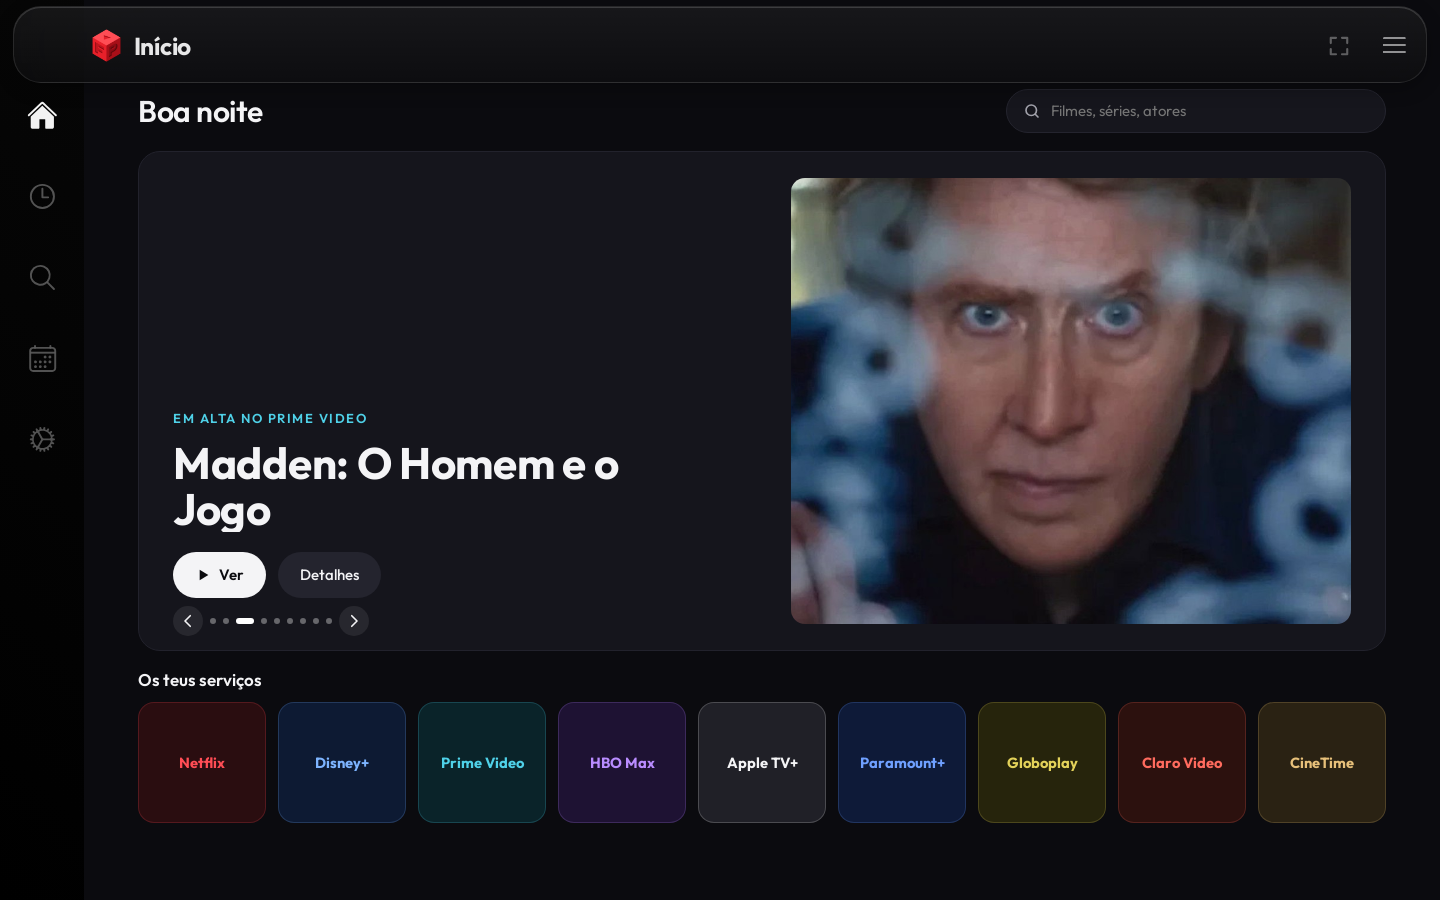 Início
Boa noite
Filmes, séries, atores
EM ALTA NO PRIME VIDEO
Madden: O Homem e o
Jogo
Ver
Detalhes
Os teus serviços
Netflix
Disney+
Prime Video
HBO Max
Apple TV+
Paramount+
Globoplay
Claro Video
CineTime